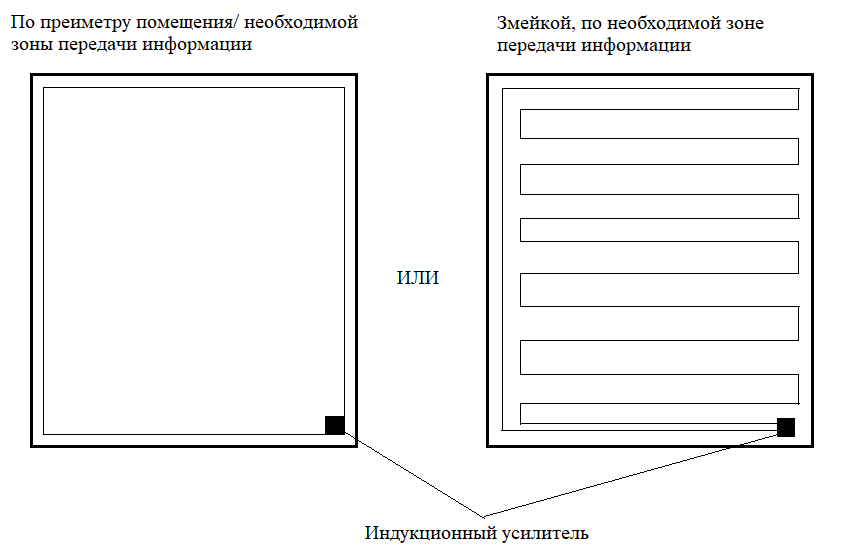 По преиметру помещения/ необходимой
зоны передачи информации
Змейкой, по необходимой зоне
передачи информации
ИЛИ
Индукционный усилитель